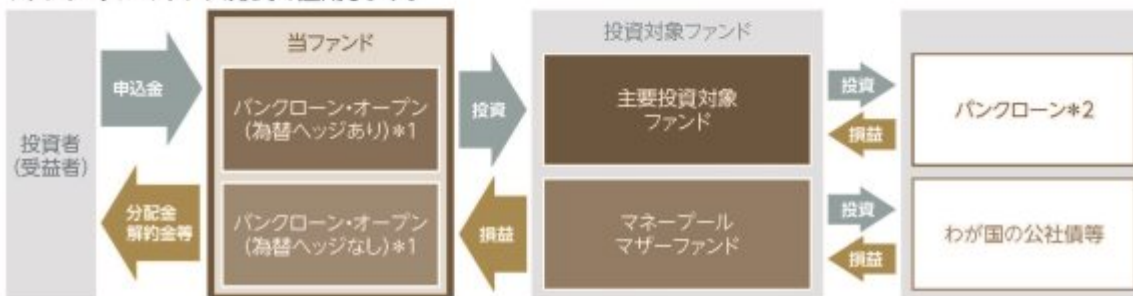 当ファンド
投資対象ファンド
申込金
バンクローン・オープン
(為替ヘッジあり)*1
投資
主要投資対象
ファンド
投資
損益
バンクローン*2
投資者
(受益者)
分配金
解約金等
バンクローン・オープン
(為替ヘッジなし)*1
損益
マネープール
マザーファンド
投資
損益
わが国の公社債等